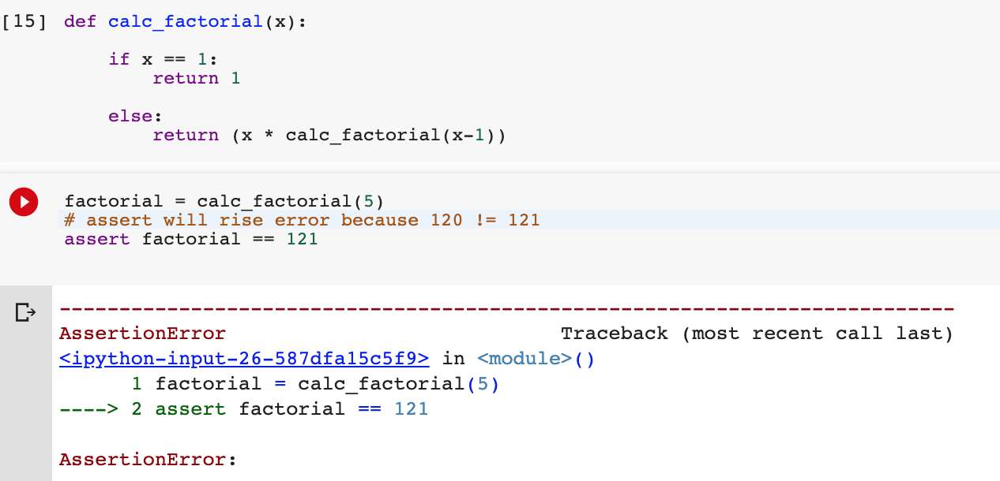 [15] def calc_factorial(x):
    if x == 1:
        return 1
    else:
        return (x * calc_factorial(x-1))
factorial = calc_factorial(5)
# assert will rise error because 120 != 121
assert factorial == 121
---------------------------------------------------------------------------
AssertionError                            Traceback (most recent call last)
<ipython-input-26-587dfa15c5f9> in <module>()
      1 factorial = calc_factorial(5)
----> 2 assert factorial == 121
AssertionError: